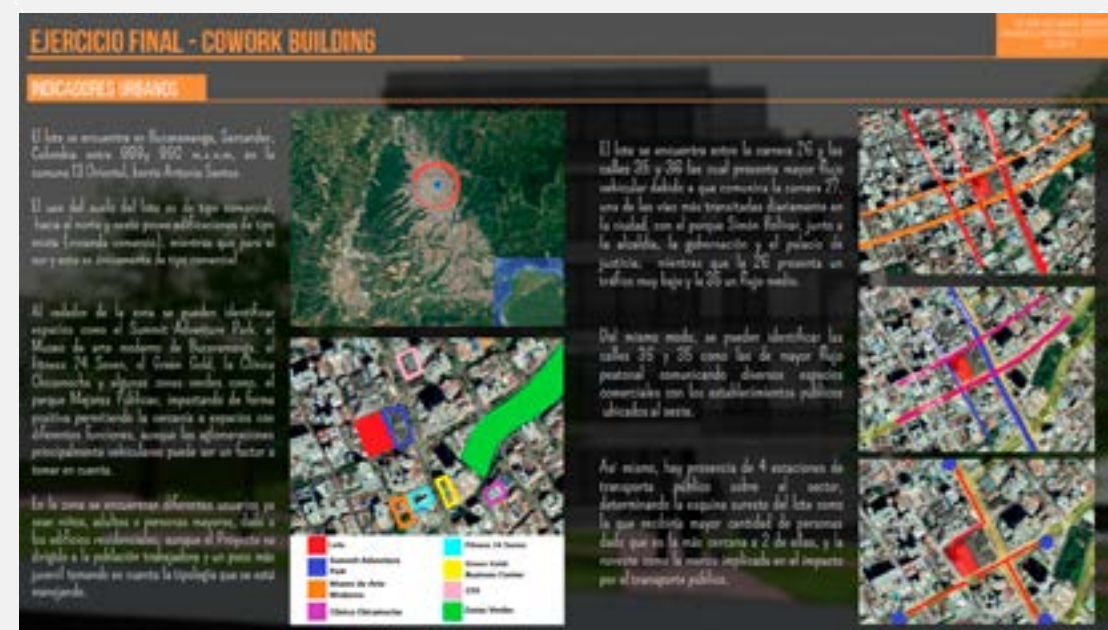 EJERCICIO FINAL - COWORK BUILDING
INDICADORES URBANOS
El lote se encuentra en Bucaramanga, Santander,
Colombia entre 989y 990 m.s.n.m, en la
comuna 13 Oriental, barrio Antonia Santos.
El uso del suelo del lote es de tipo comercial,
hacia el norte y oeste posee edificaciones de tipo
mixto (vivienda comercio), mientras que para el
sur y este es únicamente de tipo comercial.
Al rededor de la zona se pueden identificar
espacios como el Summit Adventure Park, el
Museo de arte moderno de Bucaramanga, el
fitness 24 Seven, el Green Gold, la Clínica
Chicamocha y algunas zonas verdes como el
parque Mejoras Públicas, impactando de forma
positiva permitiendo la cercanía a espacios con
diferentes funciones, aunque las aglomeraciones
principalmente vehiculares puede ser un factor a
tomar en cuenta.
En la zona se encuentran diferentes usuarios ya
sean niños, adultos o personas mayores, dado a
los edificios residenciales, aunque el Proyecto va
dirigido a la población trabajadora y un poco más
juvenil tomando en cuenta la tipología que se está
manejando.
Lote
Summit Adventure
Park
Museo de Arte
Moderno
Clínica Chicamocha
Fitness 24 Seven
Green Gold
Business Center
Zonas Verdes
El lote se encuentra entre la carrera 26 y las
calles 35 y 36 las cual presenta mayor flujo
vehicular debido a que comunica la carrera 27,
una de las vías más transitadas diariamente en
la ciudad, con el parque Simón Bolívar, junto a
la alcaldía, la gobernación y el palacio de
justicia, mientras que la 26 presenta un
tráfico muy bajo y la 35 un flujo medio.
Del mismo modo, se pueden identificar las
calles 36 y 35 como las de mayor flujo
peatonal comunicando diversos espacios
comerciales con los establecimientos públicos
ubicados al oeste.
Así mismo, hay presencia de 4 estaciones de
transporte público sobre el sector,
determinando la esquina sureste del lote como
la que recibiría mayor cantidad de personas
dado que es la más cercana a 2 de ellas, y la
noroeste como la menos implicada en el impacto
por el transporte público.